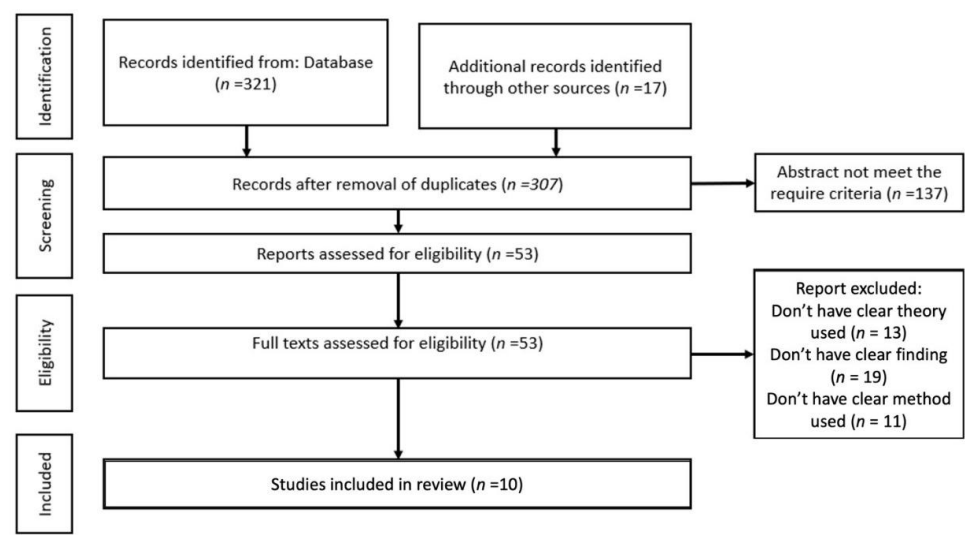 Identification
Records identified from: Database
(n =321)
Additional records identified
through other sources (n =17)
Screening
Records after removal of duplicates (n =307)
Abstract not meet the
require criteria (n =137)
Reports assessed for eligibility (n =53)
Eligibility
Full texts assessed for eligibility (n =53)
Report excluded:
Don’t have clear theory
used (n = 13)
Don’t have clear finding
(n = 19)
Don’t have clear method
used (n = 11)
Included
Studies included in review (n =10)